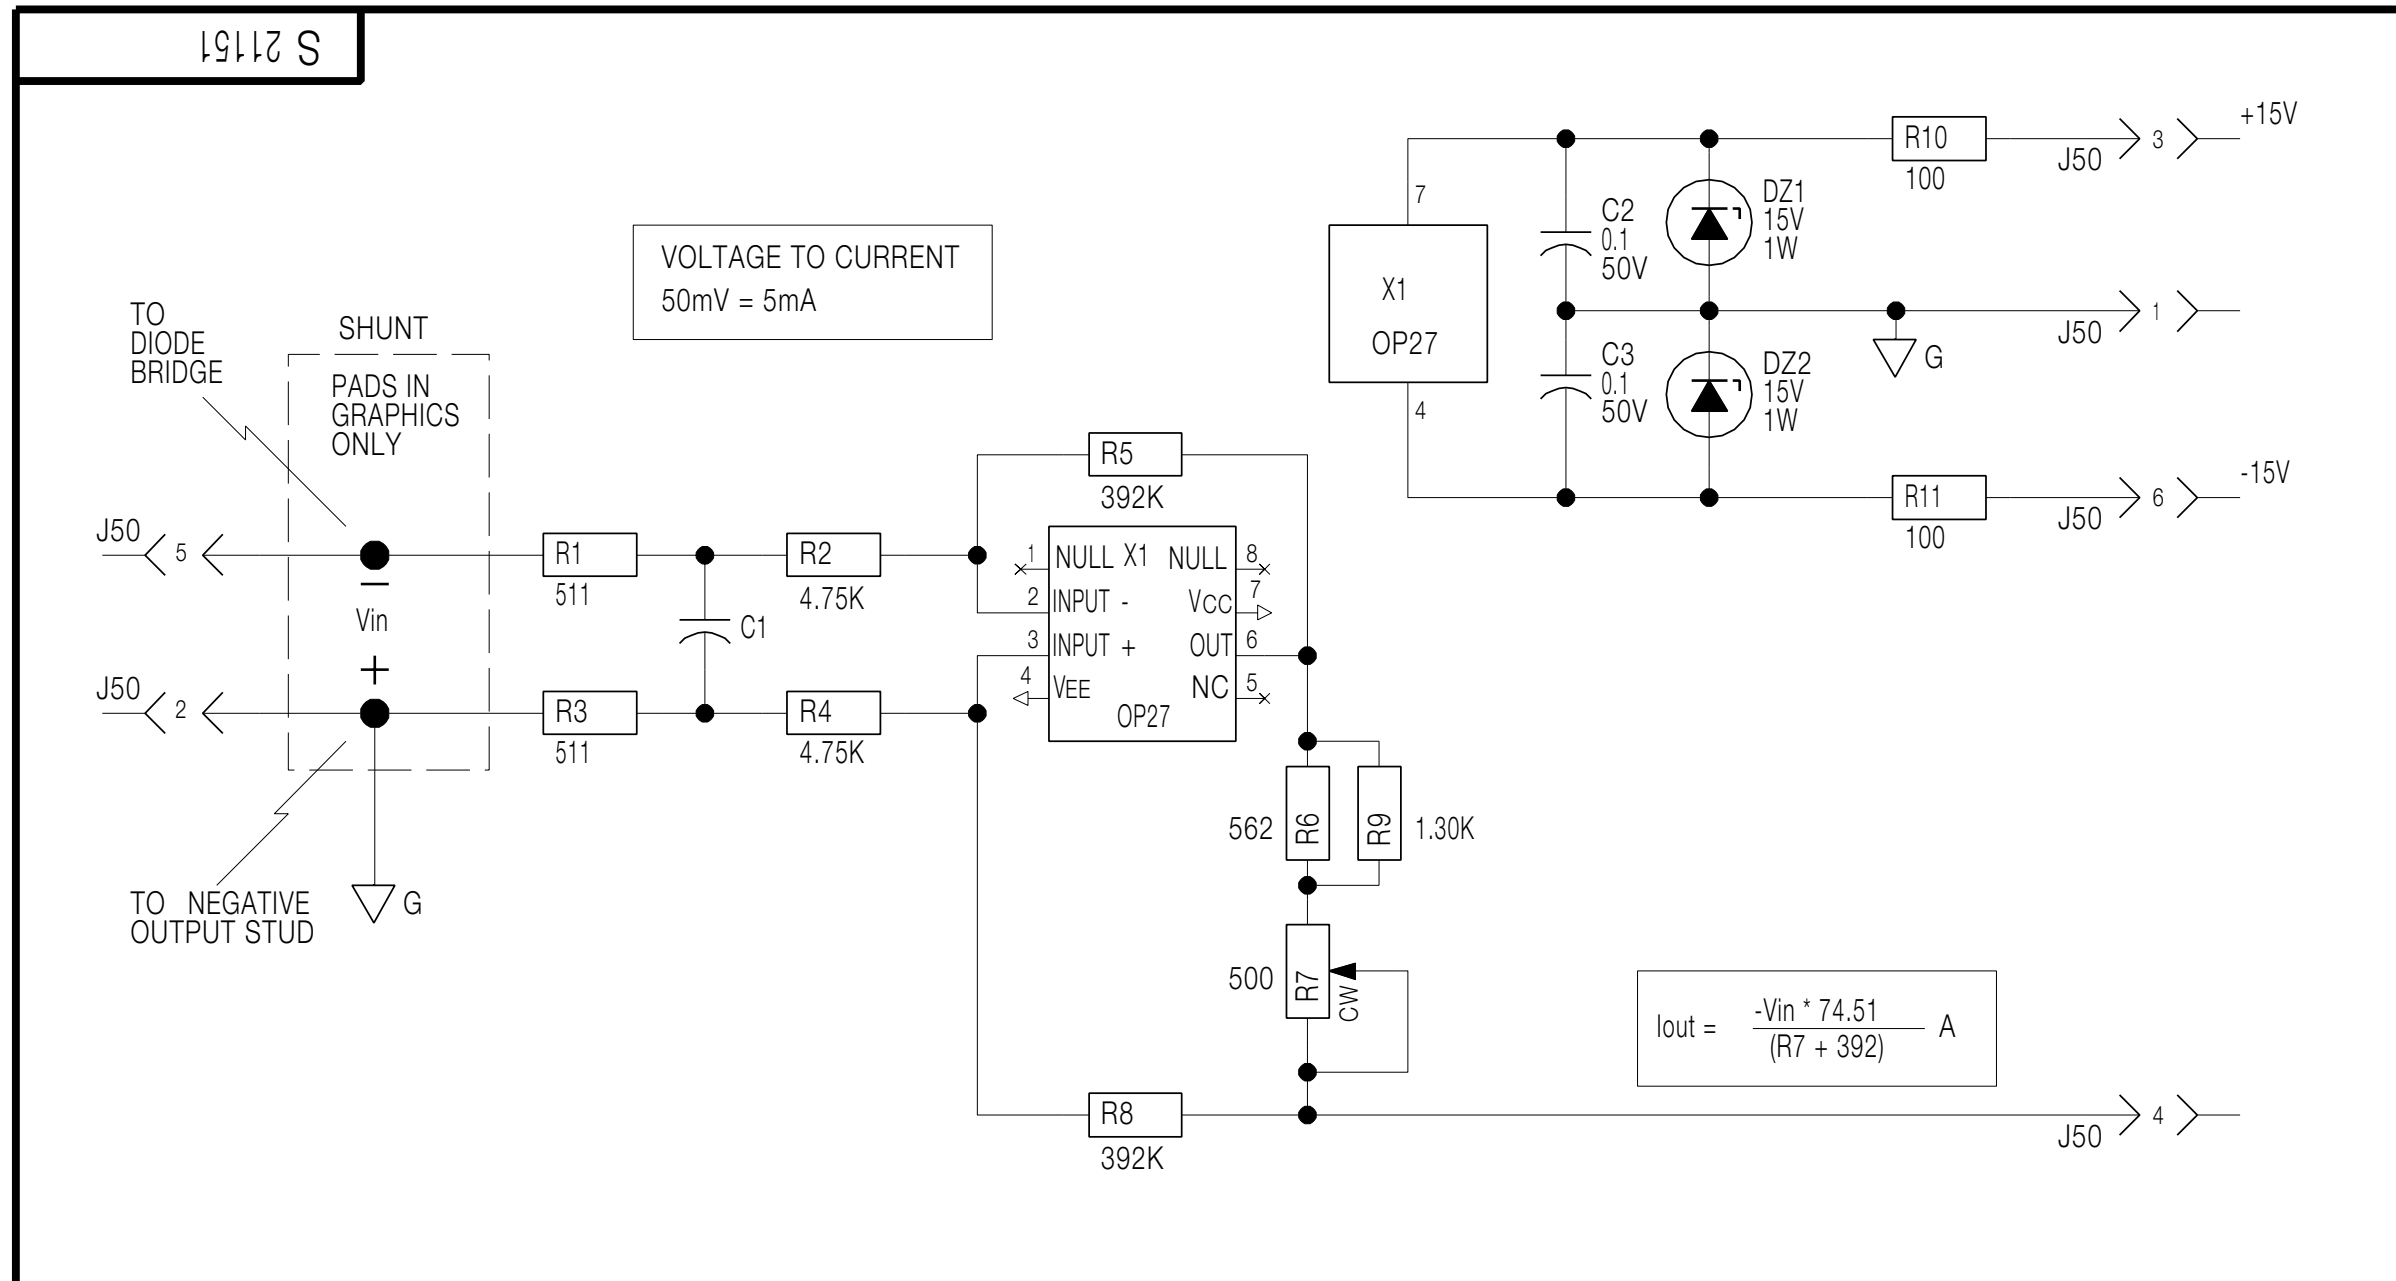 S 21151
VOLTAGE TO CURRENT
50mV = 5mA
TO
DIODE
BRIDGE
SHUNT
PADS IN
GRAPHICS
ONLY
J50
5
−
Vin
+
J50
2
TO NEGATIVE
OUTPUT STUD
G
R1
511
R2
4.75K
C1
R3
511
R4
4.75K
R5
392K
1
NULL X1 NULL
8
2
INPUT -
VCC
7
3
INPUT +
OUT
6
4
VEE
NC
5
OP27
562
R6
R9
1.30K
500
R7
CW
R8
392K
7
X1
OP27
4
C2
0.1
50V
DZ1
15V
1W
C3
0.1
50V
DZ2
15V
1W
R10
100
J50
3
+15V
J50
1
G
R11
100
J50
6
-15V
Iout = -Vin * 74.51
(R7 + 392)
A
J50
4